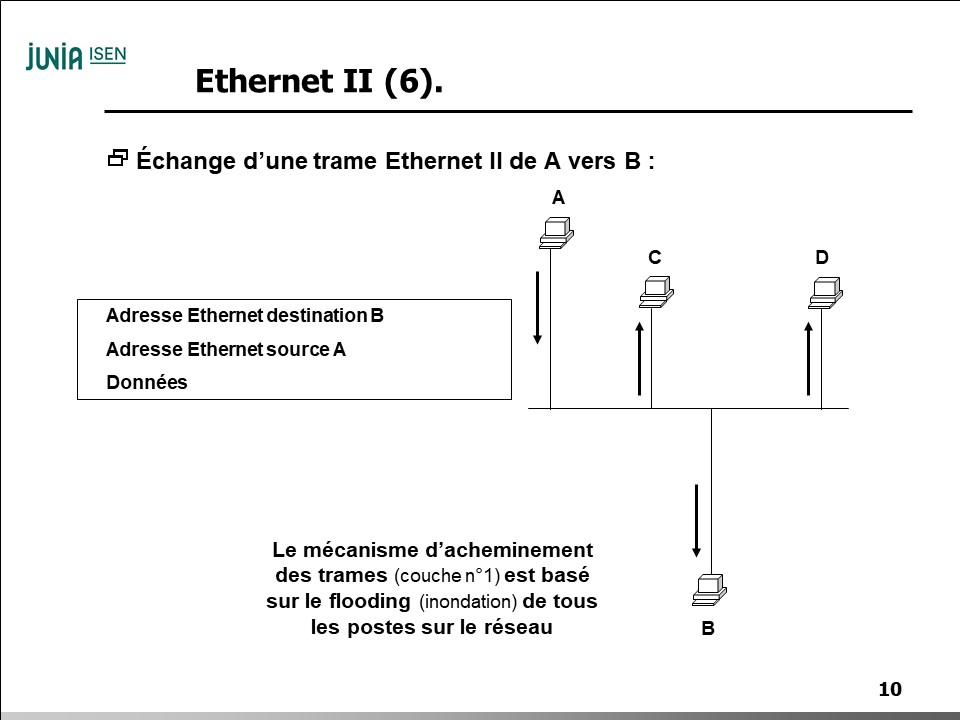 JUNIA ISEN
Ethernet II (6).
Échange d’une trame Ethernet II de A vers B :
A
C
D
Adresse Ethernet destination B
Adresse Ethernet source A
Données
Le mécanisme d’acheminement
des trames (couche n°1) est basé
sur le flooding (inondation) de tous
les postes sur le réseau
B
10